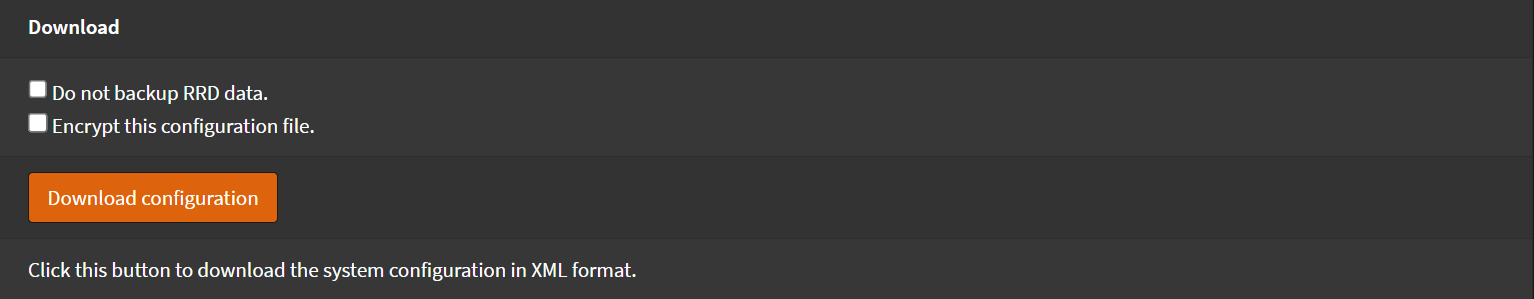 Download
Do not backup RRD data.
Encrypt this configuration file.
Download configuration
Click this button to download the system configuration in XML format.